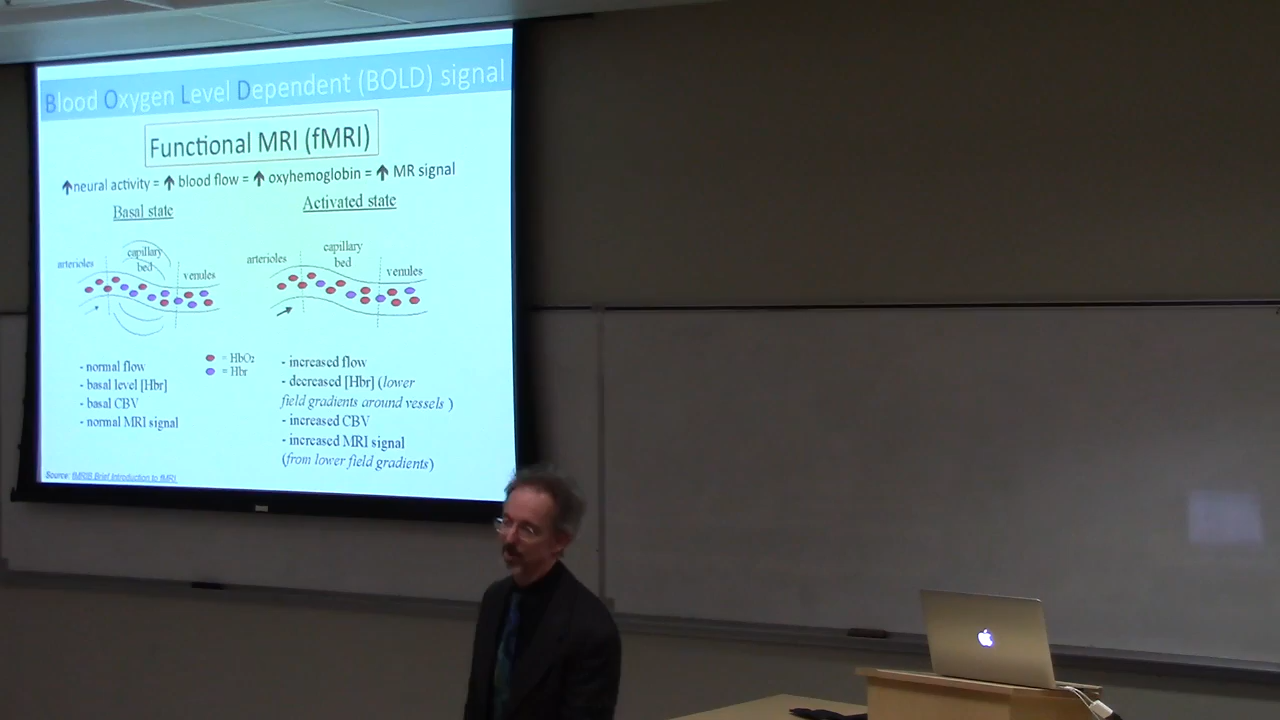 Blood Oxygen Level Dependent (BOLD) signal
Functional MRI (fMRI)
↑neural activity = ↑ blood flow = ↑ oxyhemoglobin = ↑ MR signal
Basal state
Activated state
arterioles
capillary
bed
venules
arterioles
capillary
bed
venules
- normal flow
- basal level [Hbr]
- basal CBV
- normal MRI signal
= HbO₂
= Hbr
- increased flow
- decreased [Hbr] (lower
field gradients around vessels )
- increased CBV
- increased MRI signal
(from lower field gradients)
Source: fMRIB Brief Introduction to fMRI